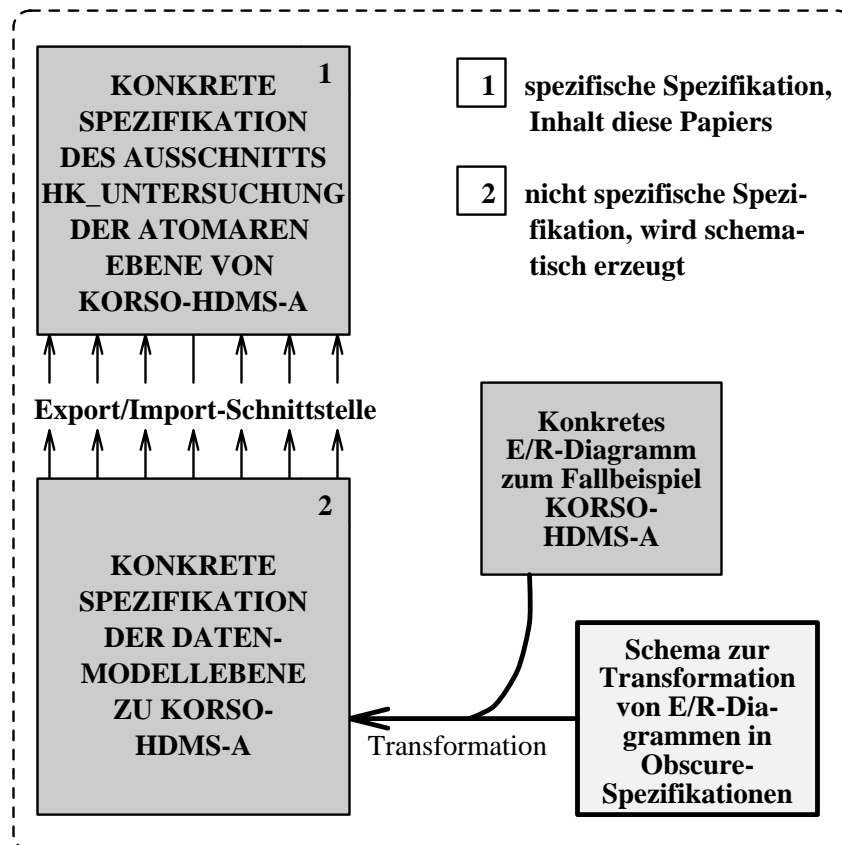 1
KONKRETE
SPEZIFIKATION
DES AUSSCHNITTS
HK_UNTERSUCHUNG
DER ATOMAREN
EBENE VON
KORSO-HDMS-A
1 spezifische Spezifikation,
Inhalt diese Papiers
2 nicht spezifische Spezi-
fikation, wird schema-
tisch erzeugt
Export/Import-Schnittstelle
Konkretes
E/R-Diagramm
zum Fallbeispiel
KORSO-
HDMS-A
2
KONKRETE
SPEZIFIKATION
DER DATEN-
MODELLEBENE
ZU KORSO-
HDMS-A
Transformation
Schema zur
Transformation
von E/R-Dia-
grammen in
Obscure-
Spezifikationen